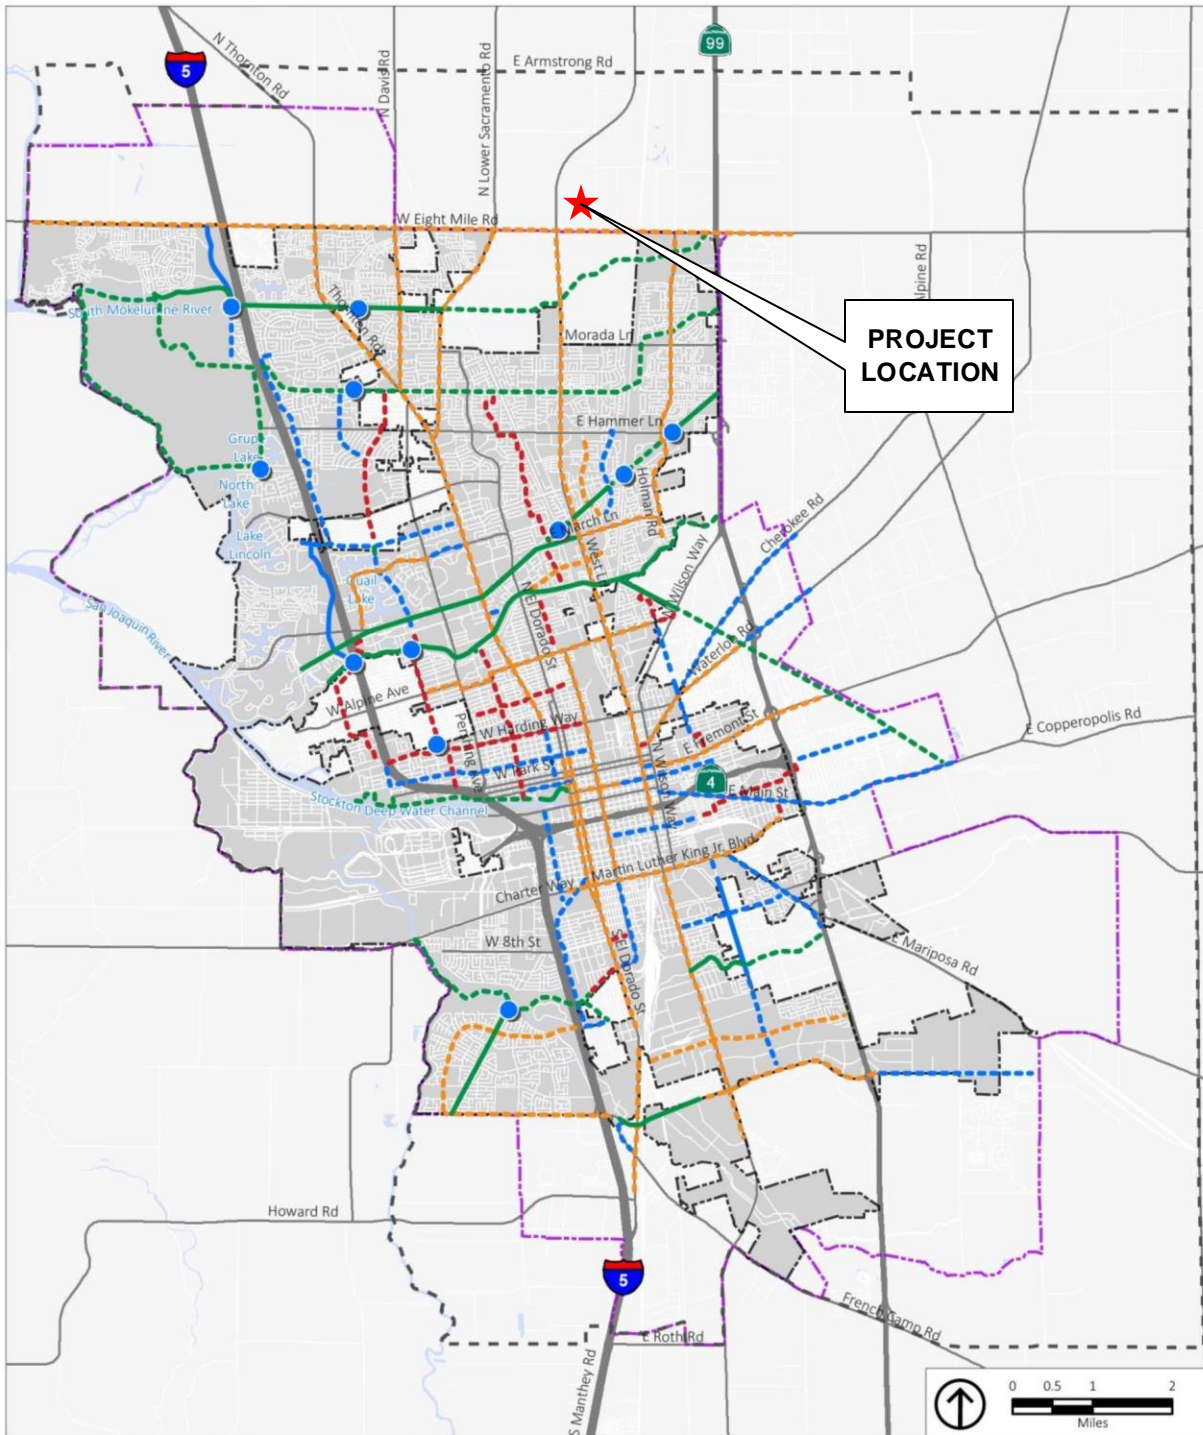 5
99
N Thornton Rd
N Davis Rd
N Lower Sacramento Rd
E Armstrong Rd
W Eight Mile Rd
Alpine Rd
South Mokelumne River
Thornton Rd
Morada Ln
PROJECT
LOCATION
E Hammer Ln
Grupe
Lake
North
Lake
Lake
Lincoln
Holman Rd
March Ln
Cherokee Rd
West Ln
Wilson Way
Quail
Lake
San Joaquin River
N El Dorado St
Waterloo Rd
W Alpine Ave
Pershing Ave
W Harding Way
E Fremont St
E Copperopolis Rd
W Park St
N Wilson Way
4
E Main St
Stockton Deep Water Channel
Martin Luther King Jr. Blvd
Charter Way
W 8th St
S El Dorado St
E Mariposa Rd
Howard Rd
5
French Camp Rd
E Roth Rd
S Manthey Rd
0 0.5 1 2
Miles